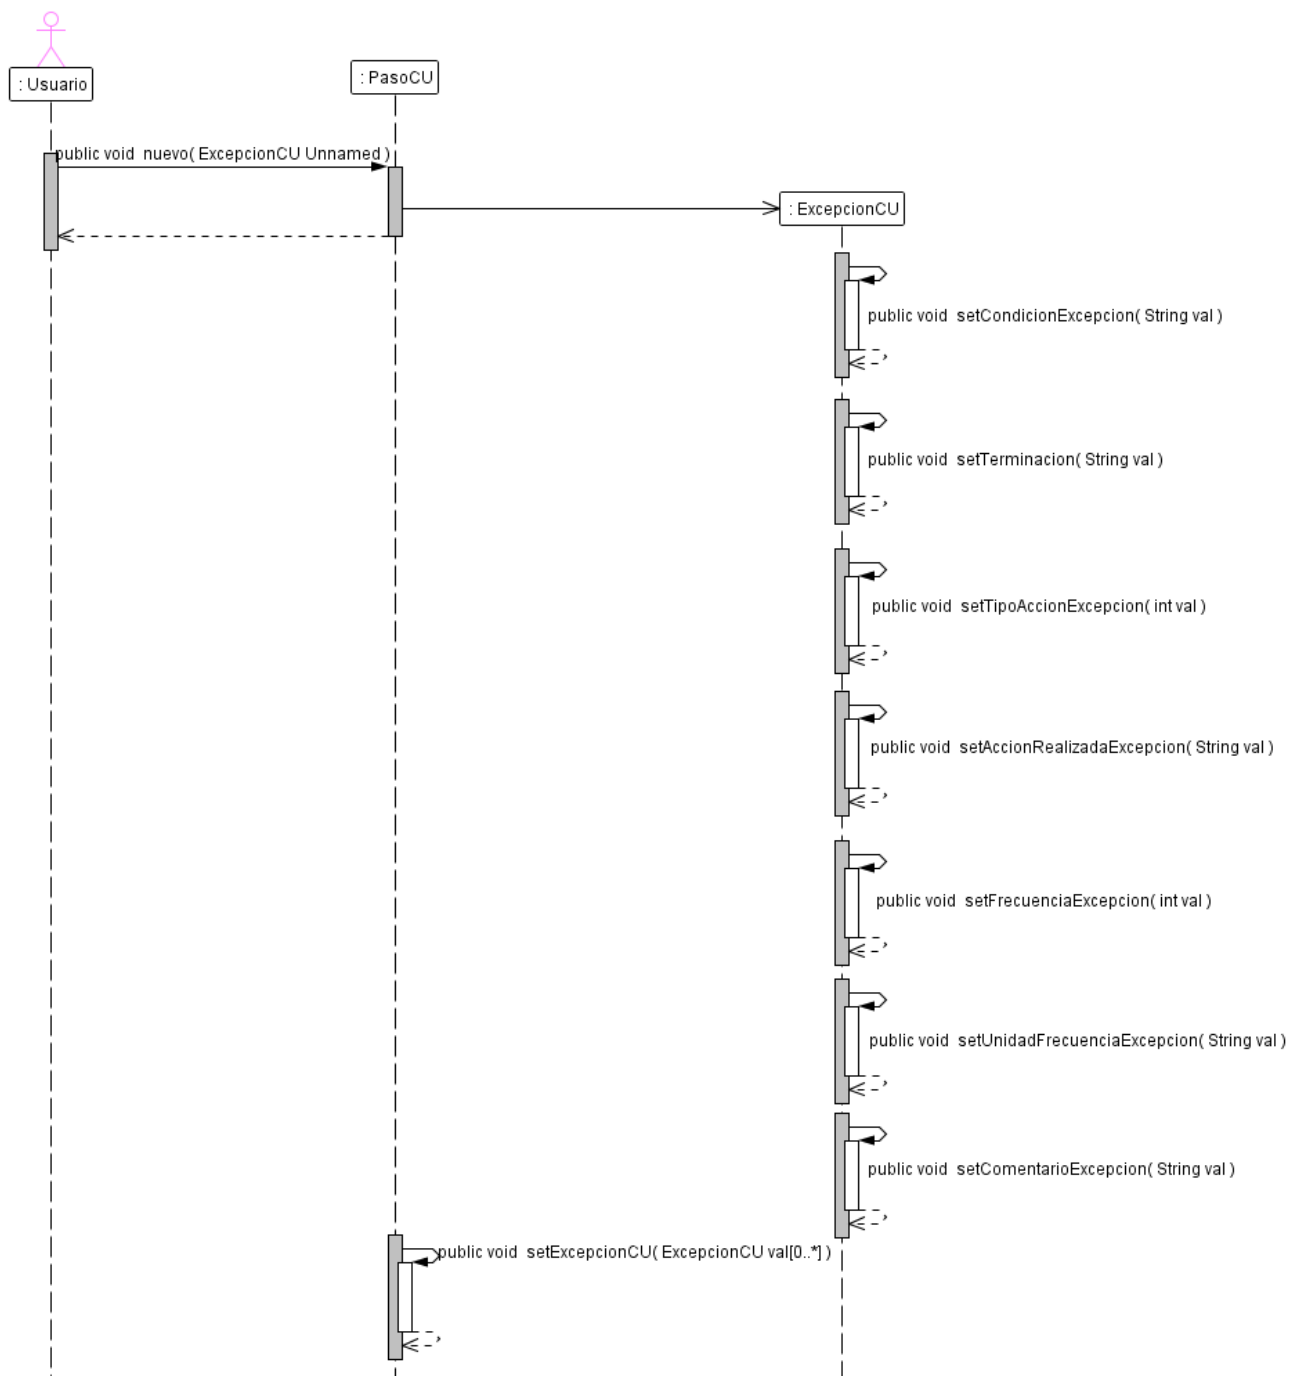 : Usuario
: PasoCU
public void nuevo( ExcepcionCU Unnamed )
: ExcepcionCU
public void setCondicionExcepcion( String val )
public void setTerminacion( String val )
public void setTipoAccionExcepcion( int val )
public void setAccionRealizadaExcepcion( String val )
public void setFrecuenciaExcepcion( int val )
public void setUnidadFrecuenciaExcepcion( String val )
public void setComentarioExcepcion( String val )
public void setExcepcionCU( ExcepcionCU val[0..*] )